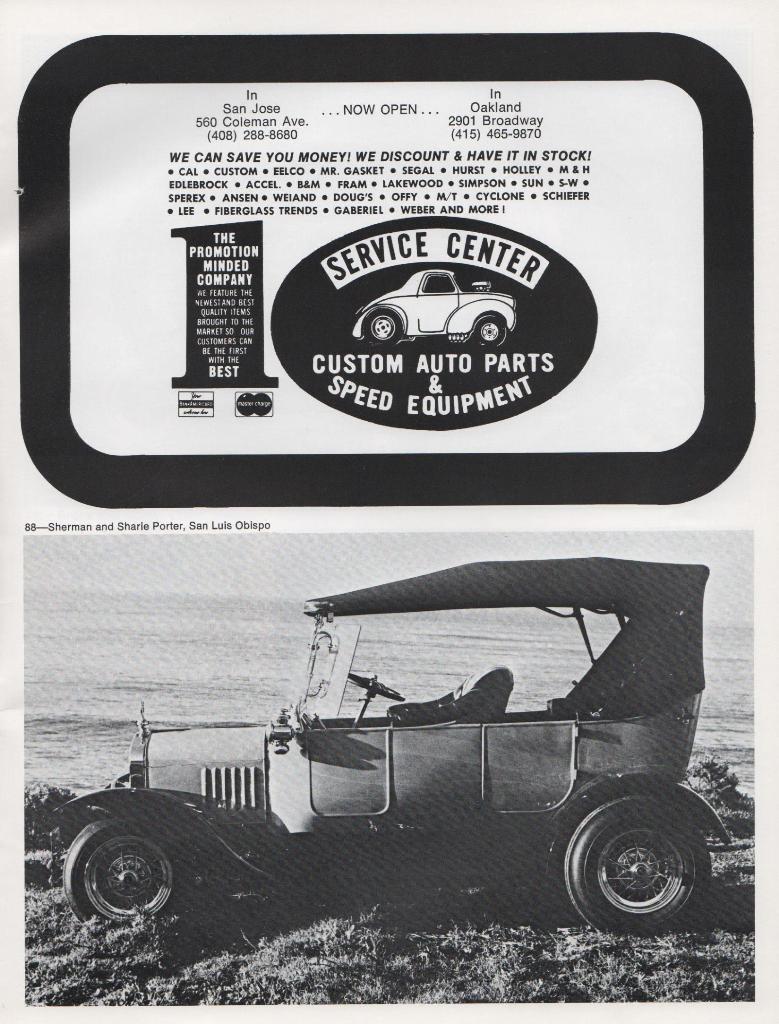 In
San Jose
560 Coleman Ave.
(408) 288-8680
...NOW OPEN...
In
Oakland
2901 Broadway
(415) 465-9870
WE CAN SAVE YOU MONEY! WE DISCOUNT & HAVE IT IN STOCK!
• CAL • CUSTOM • EELCO • MR. GASKET • SEGAL • HURST • HOLLEY • M & H
EDLEBROCK • ACCEL. • B&M • FRAM • LAKEWOOD • SIMPSON • SUN • S-W •
SPEREX • ANSEN • WEIAND • DOUG'S • OFFY • M/T • CYCLONE • SCHIEFER
• LEE • FIBERGLASS TRENDS • GABERIEL • WEBER AND MORE!
THE
PROMOTION
MINDED
COMPANY
WE FEATURE THE
NEWEST AND BEST
QUALITY ITEMS
BROUGHT TO THE
MARKET SO OUR
CUSTOMERS CAN
BE THE FIRST
WITH THE
BEST
SERVICE CENTER
CUSTOM AUTO PARTS
&
SPEED EQUIPMENT
Your
BANKAMERICARD
welcome here
master charge
88—Sherman and Sharie Porter, San Luis Obispo